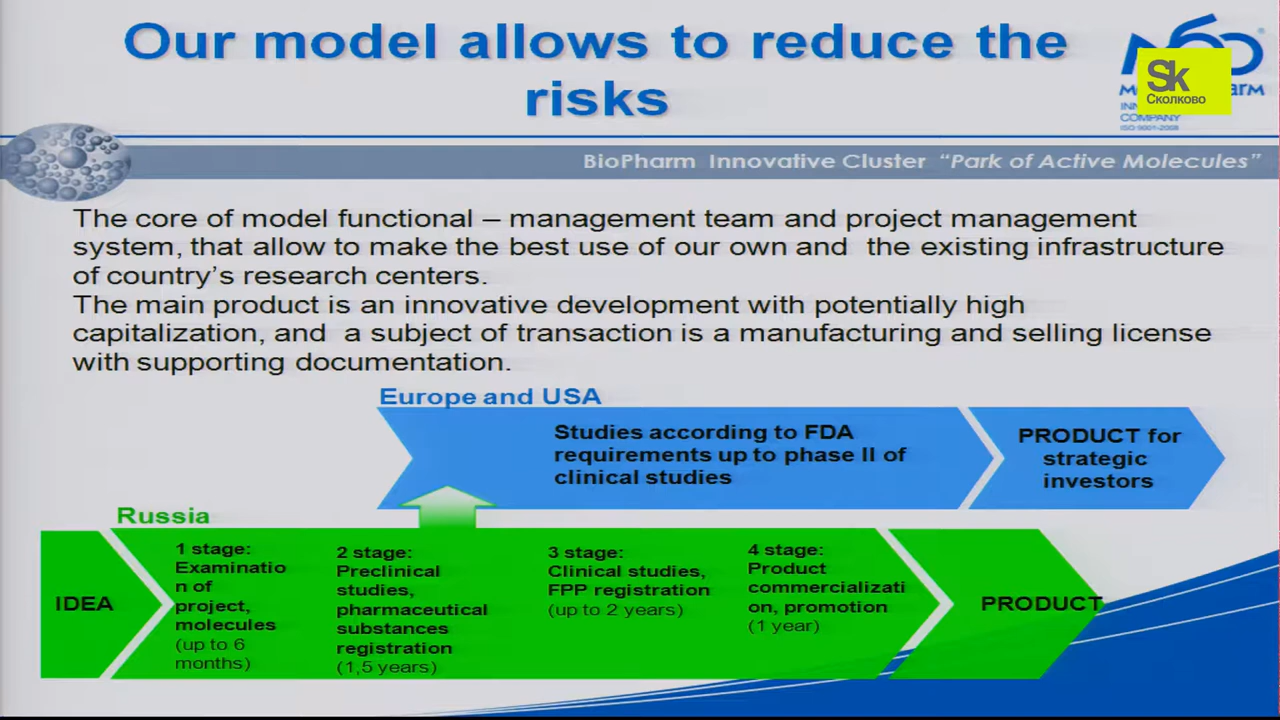 Our model allows to reduce the
risks
Sk
Сколково
COMPANY
ISO 9001-2008
BioPharm Innovative Cluster “Park of Active Molecules”
The core of model functional – management team and project management
system, that allow to make the best use of our own and the existing infrastructure
of country’s research centers.
The main product is an innovative development with potentially high
capitalization, and a subject of transaction is a manufacturing and selling license
with supporting documentation.
Europe and USA
Studies according to FDA
requirements up to phase II of
clinical studies
PRODUCT for
strategic
investors
Russia
IDEA
1 stage:
Examinatio
n of
project,
molecules
(up to 6
months)
2 stage:
Preclinical
studies,
pharmaceutical
substances
registration
(1,5 years)
3 stage:
Clinical studies,
FPP registration
(up to 2 years)
4 stage:
Product
commercializati
on, promotion
(1 year)
PRODUCT